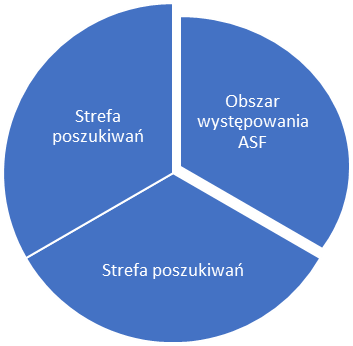 Strefa
poszukiwań
Obszar
występowania
ASF
Strefa poszukiwań